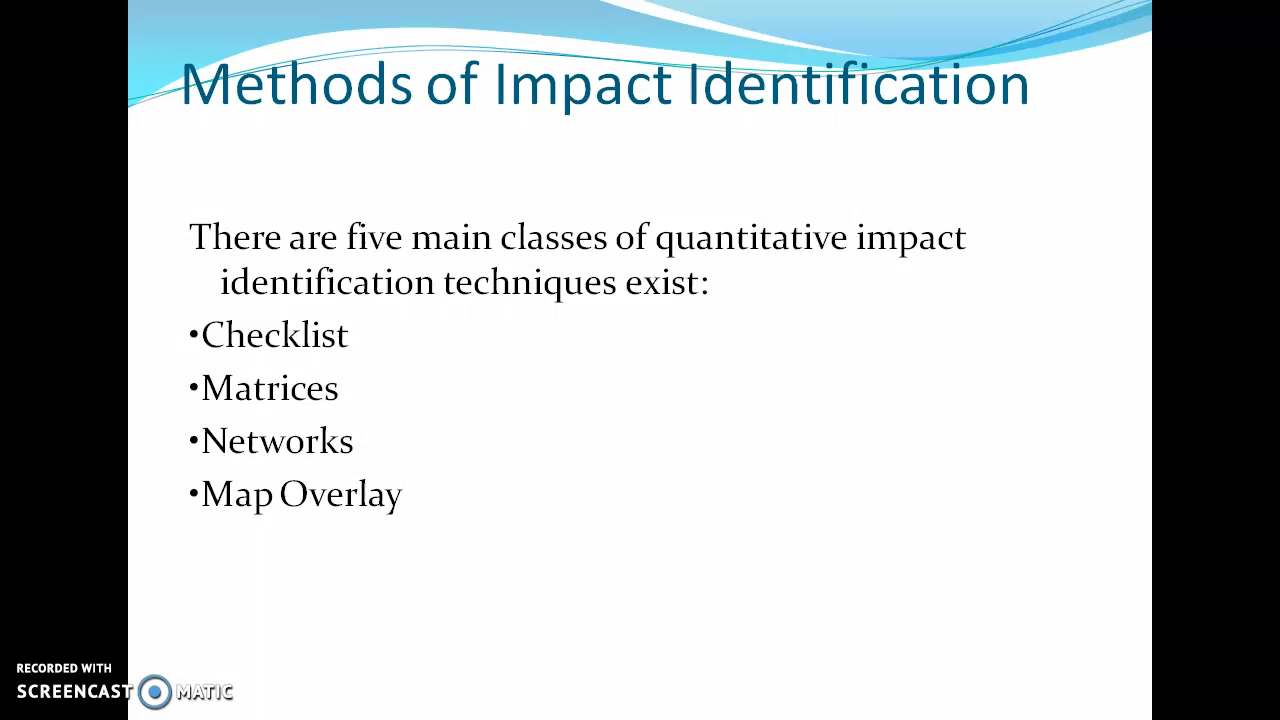 Methods of Impact Identification
There are five main classes of quantitative impact
identification techniques exist:
•Checklist
•Matrices
•Networks
•Map Overlay
RECORDED WITH
SCREENCAST MATIC